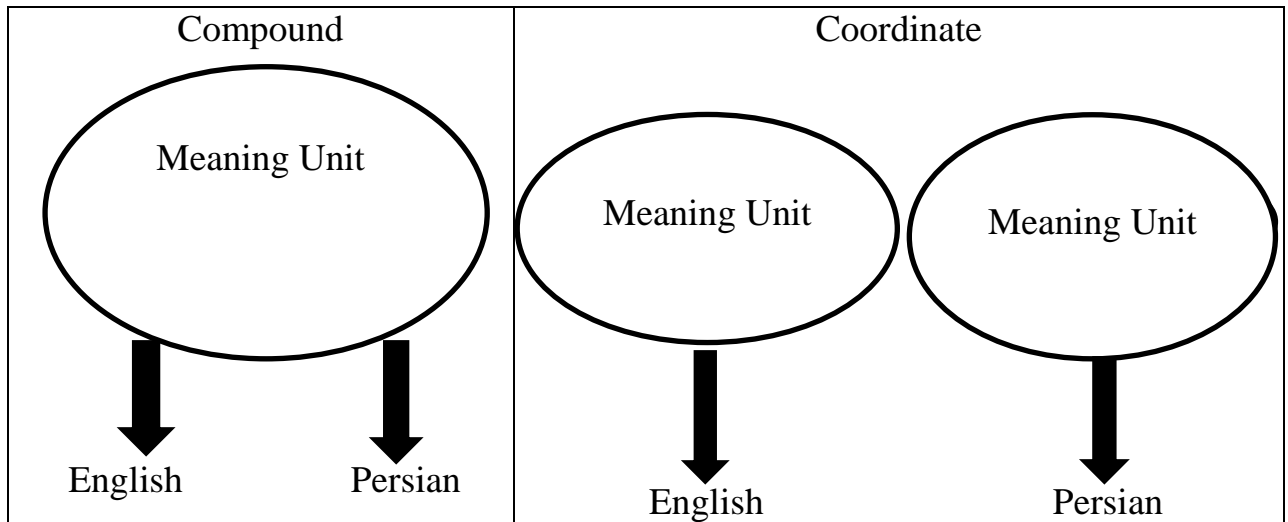 Compound
Meaning Unit
English
Persian
Coordinate
Meaning Unit
Meaning Unit
English
Persian